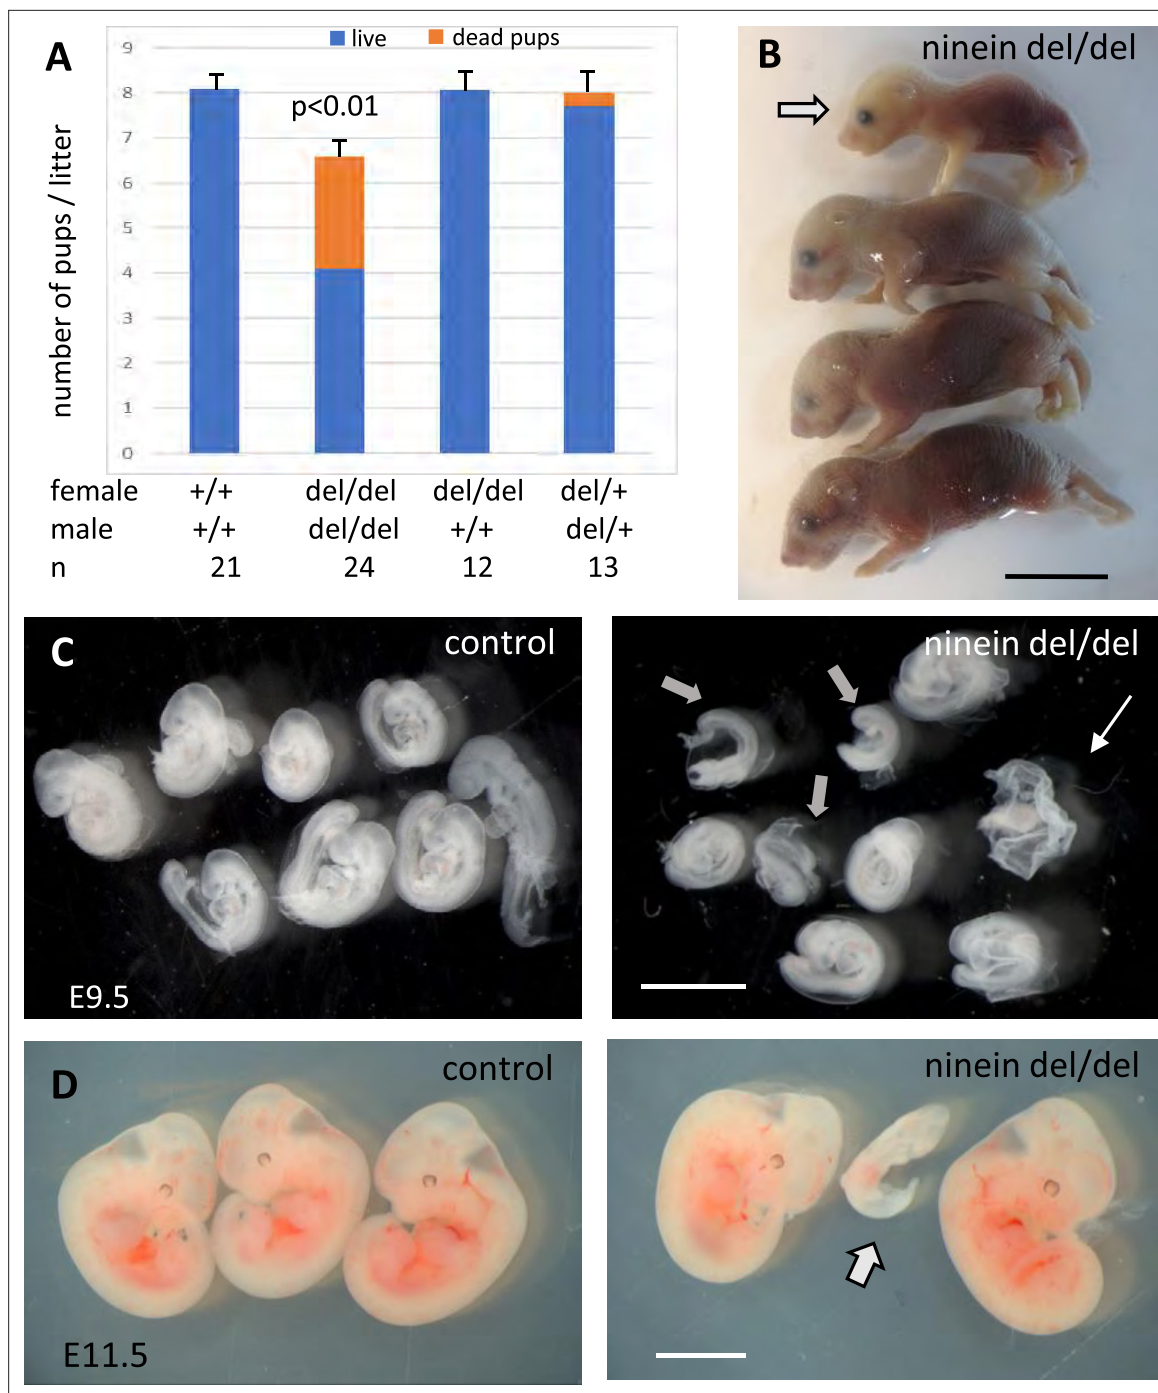 A
live dead pups
9
8
7
6
5
4
3
2
1
0
number of pups / litter
p<0.01
female +/+ del/del del/del del/+
male +/+ del/del +/+ del/+
n 21 24 12 13
B
ninein del/del
C
control
E9.5
ninein del/del
D
control
E11.5
ninein del/del